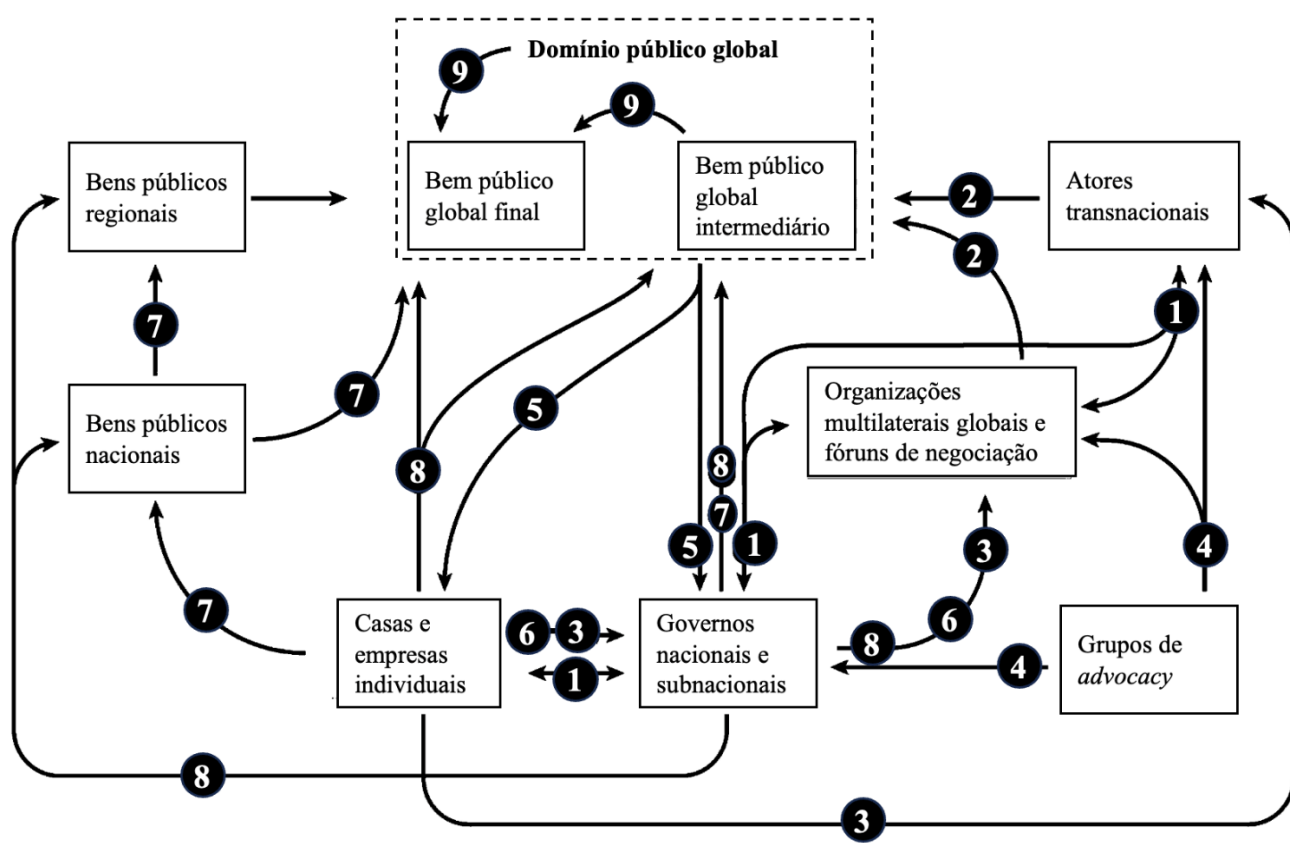 Domínio público global
9
9
Bens públicos
regionais
Bem público
global final
Bem público
global
intermediário
Atores
transnacionais
2
2
1
7
Bens públicos
nacionais
7
5
8
Organizações
multilaterais globais e
fóruns de negociação
8
7
5
1
3
4
7
Casas e
empresas
individuais
6
3
1
Governos
nacionais e
subnacionais
8
6
4
Grupos de
advocacy
8
3